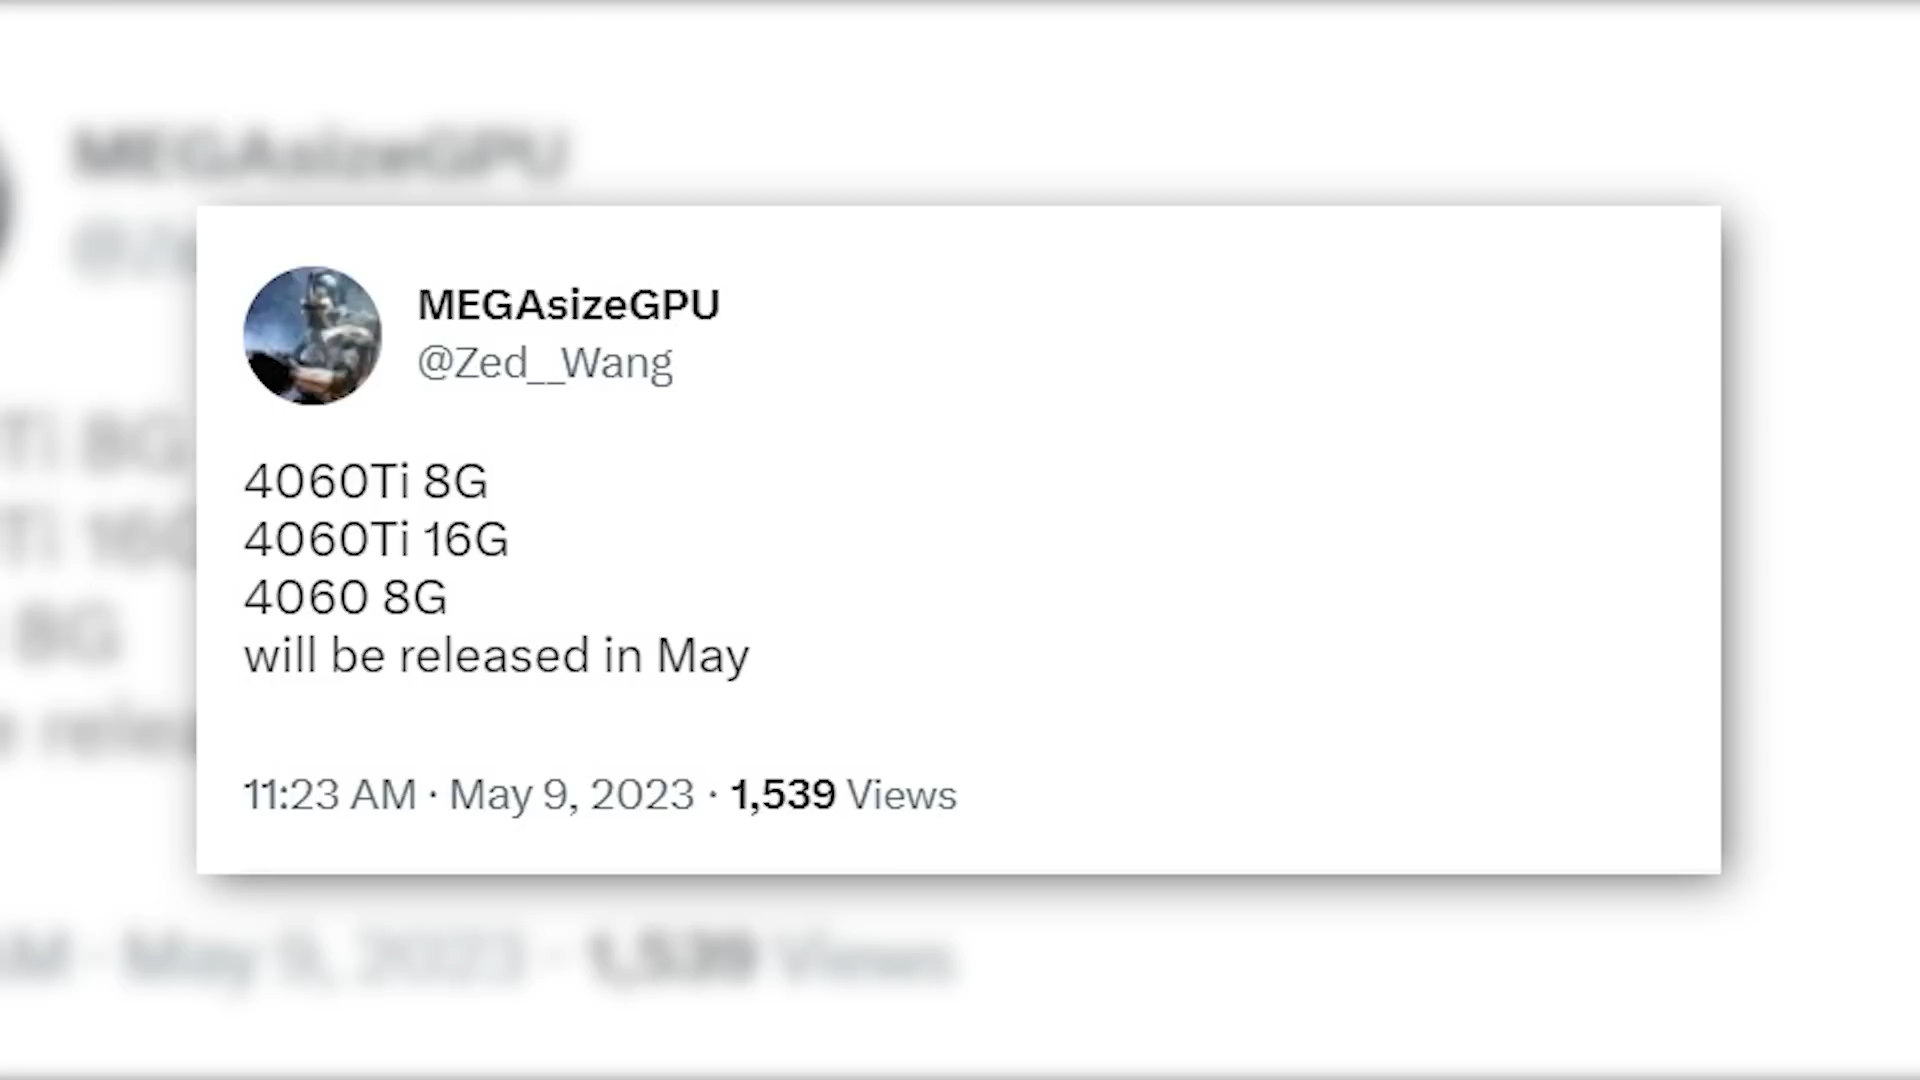 MEGAsizeGPU
@Zed__Wang
4060Ti 8G
4060Ti 16G
4060 8G
will be released in May
11:23 AM · May 9, 2023 · 1,539 Views